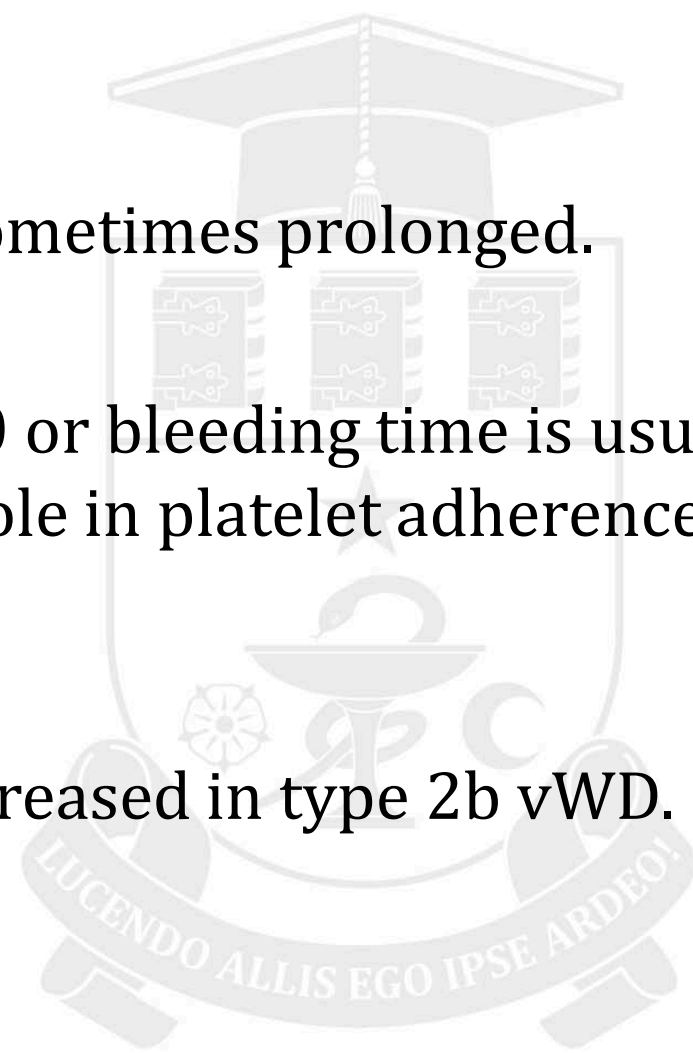 ometimes prolonged.
) or bleeding time is usu
ole in platelet adherence
reased in type 2b vWD.
LUCENDO ALLIS EGO IPSE ARDEO!